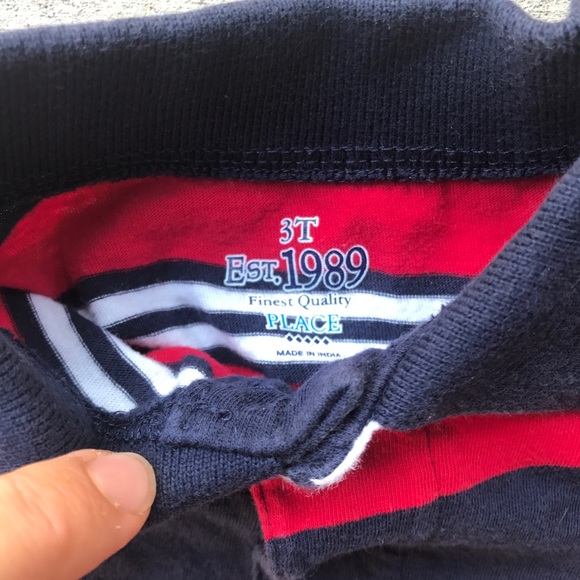 3T
EST. 1989
Finest Quality
PLACE
MADE IN INDIA